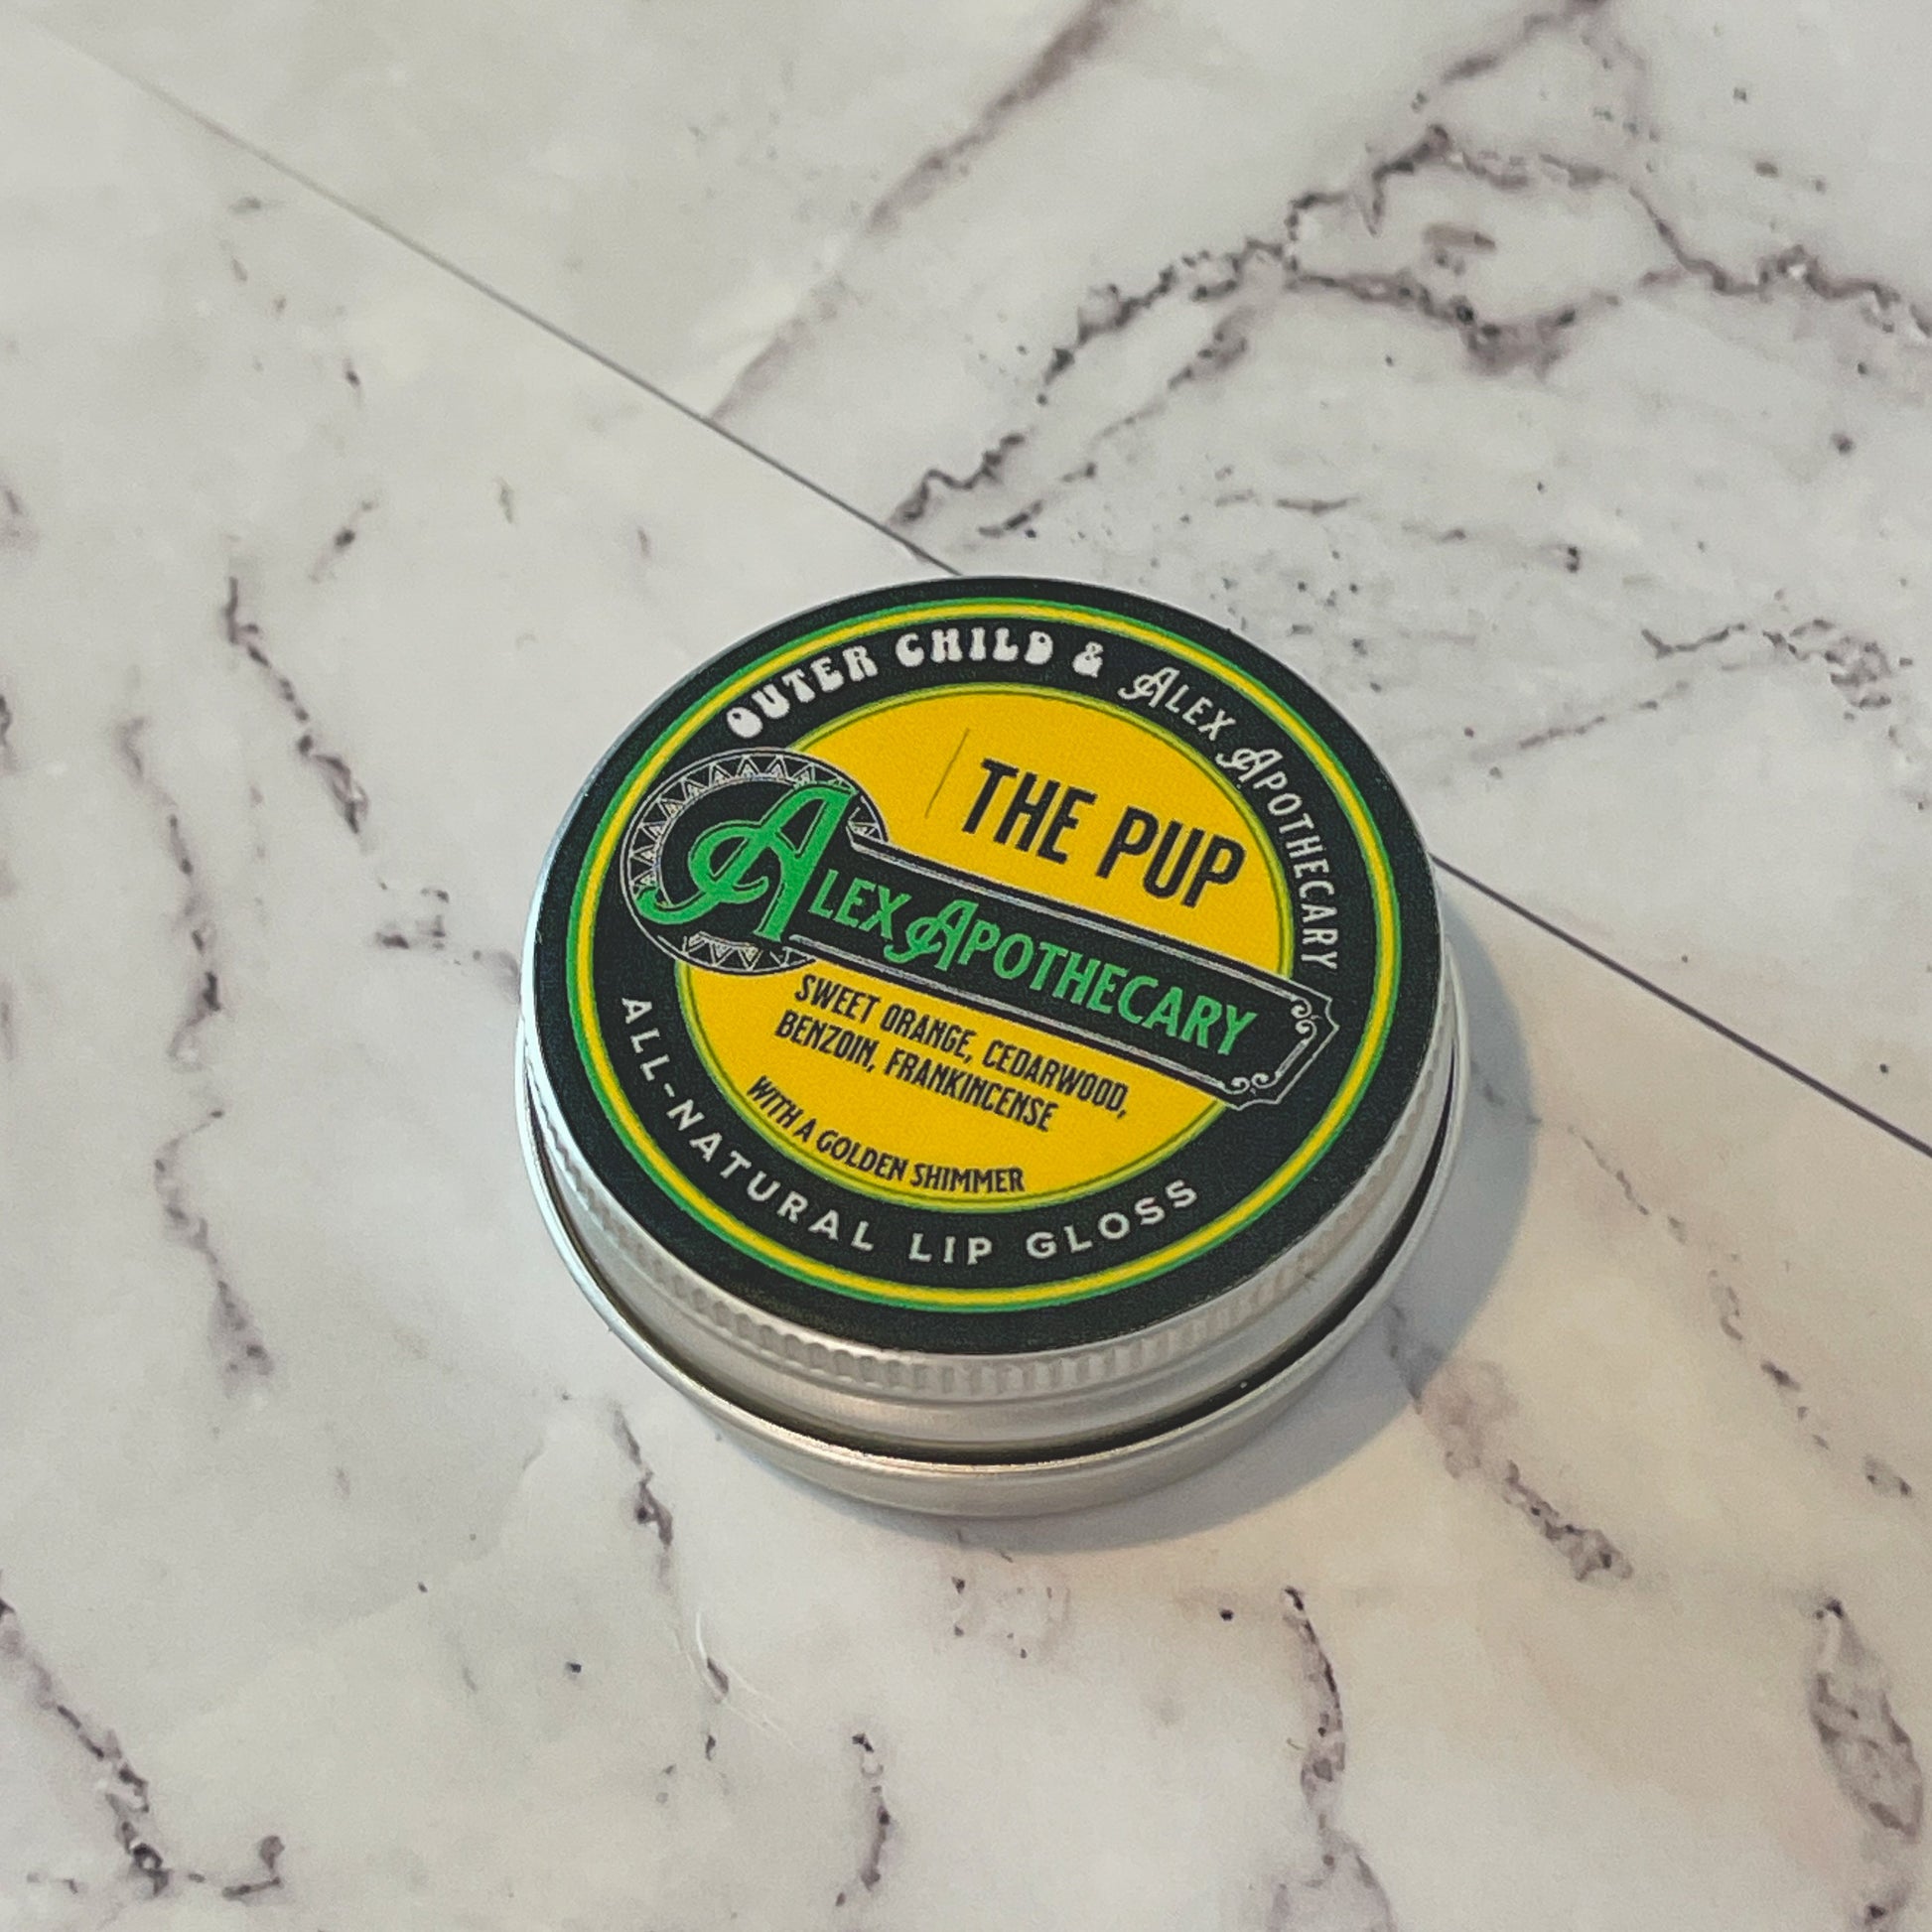 OUTER CHILD & ALEX APOTHECARY
THE PUP
ALEX APOTHECARY
SWEET ORANGE, CEDARWOOD,
BENZOIN, FRANKINCENSE
WITH A GOLDEN SHIMMER
ALL-NATURAL LIP GLOSS